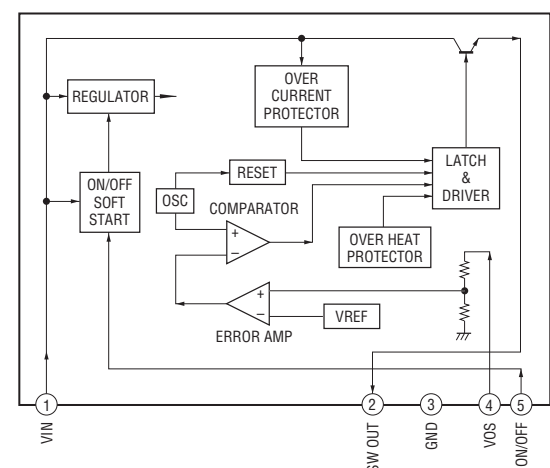 OVER
CURRENT
PROTECTOR
REGULATOR
LATCH
&
DRIVER
RESET
ON/OFF
SOFT
START
OSC
COMPARATOR
+
−
OVER HEAT
PROTECTOR
+
−
VREF
ERROR AMP
1
2
3
4
5
VIN
SW OUT
GND
VOS
ON/OFF